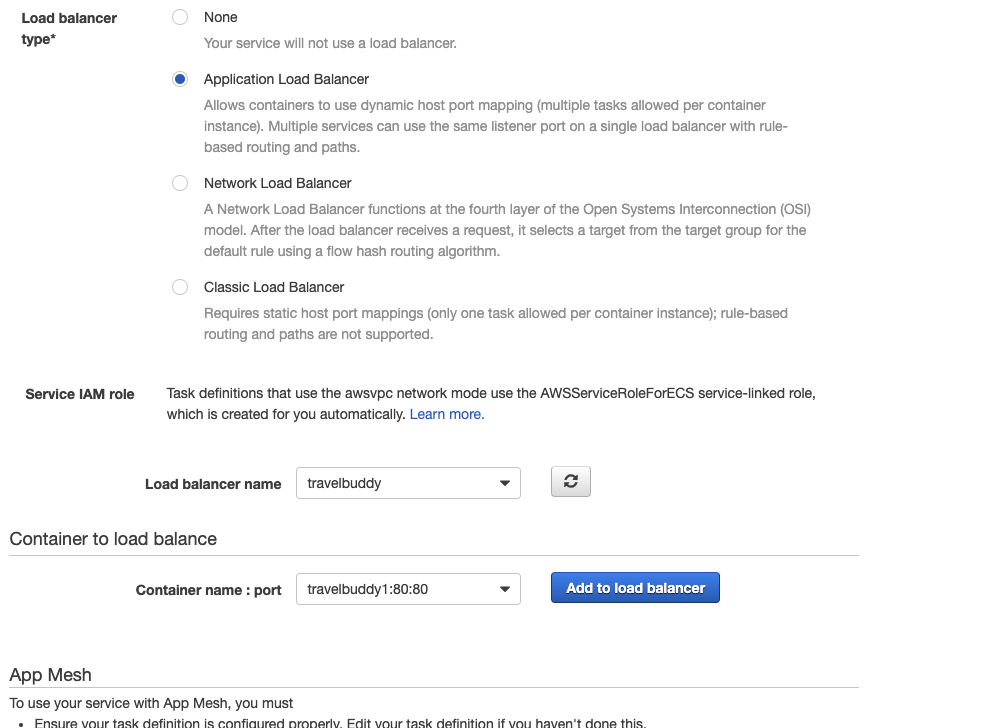 Load balancer
type*
None
Your service will not use a load balancer.
Application Load Balancer
Allows containers to use dynamic host port mapping (multiple tasks allowed per container
instance). Multiple services can use the same listener port on a single load balancer with rule-
based routing and paths.
Network Load Balancer
A Network Load Balancer functions at the fourth layer of the Open Systems Interconnection (OSI)
model. After the load balancer receives a request, it selects a target from the target group for the
default rule using a flow hash routing algorithm.
Classic Load Balancer
Requires static host port mappings (only one task allowed per container instance); rule-based
routing and paths are not supported.
Service IAM role
Task definitions that use the awsvpc network mode use the AWSServiceRoleForECS service-linked role,
which is created for you automatically. Learn more.
Load balancer name
travelbuddy
Container to load balance
Container name : port
travelbuddy1:80:80
Add to load balancer
App Mesh
To use your service with App Mesh, you must
• Ensure your task definition is configured properly. Edit your task definition if you haven't done this.